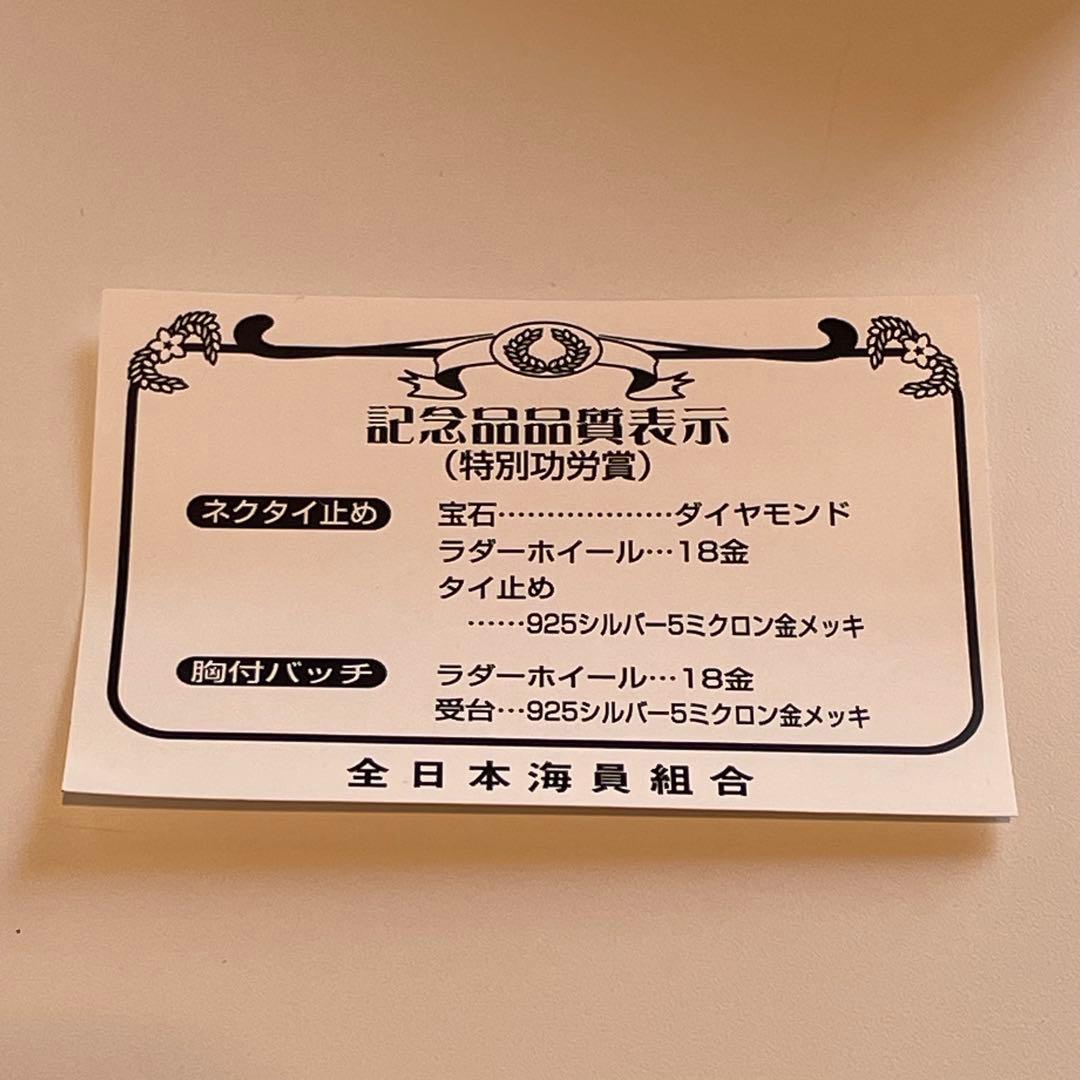 記念品品質表示
(特別功労賞)
ネクタイ止め 宝石………………ダイヤモンド
ラダーホイール…18金
タイ止め
……925シルバー5ミクロン金メッキ
胸付バッチ ラダーホイール…18金
受台…925シルバー5ミクロン金メッキ
全日本海員組合